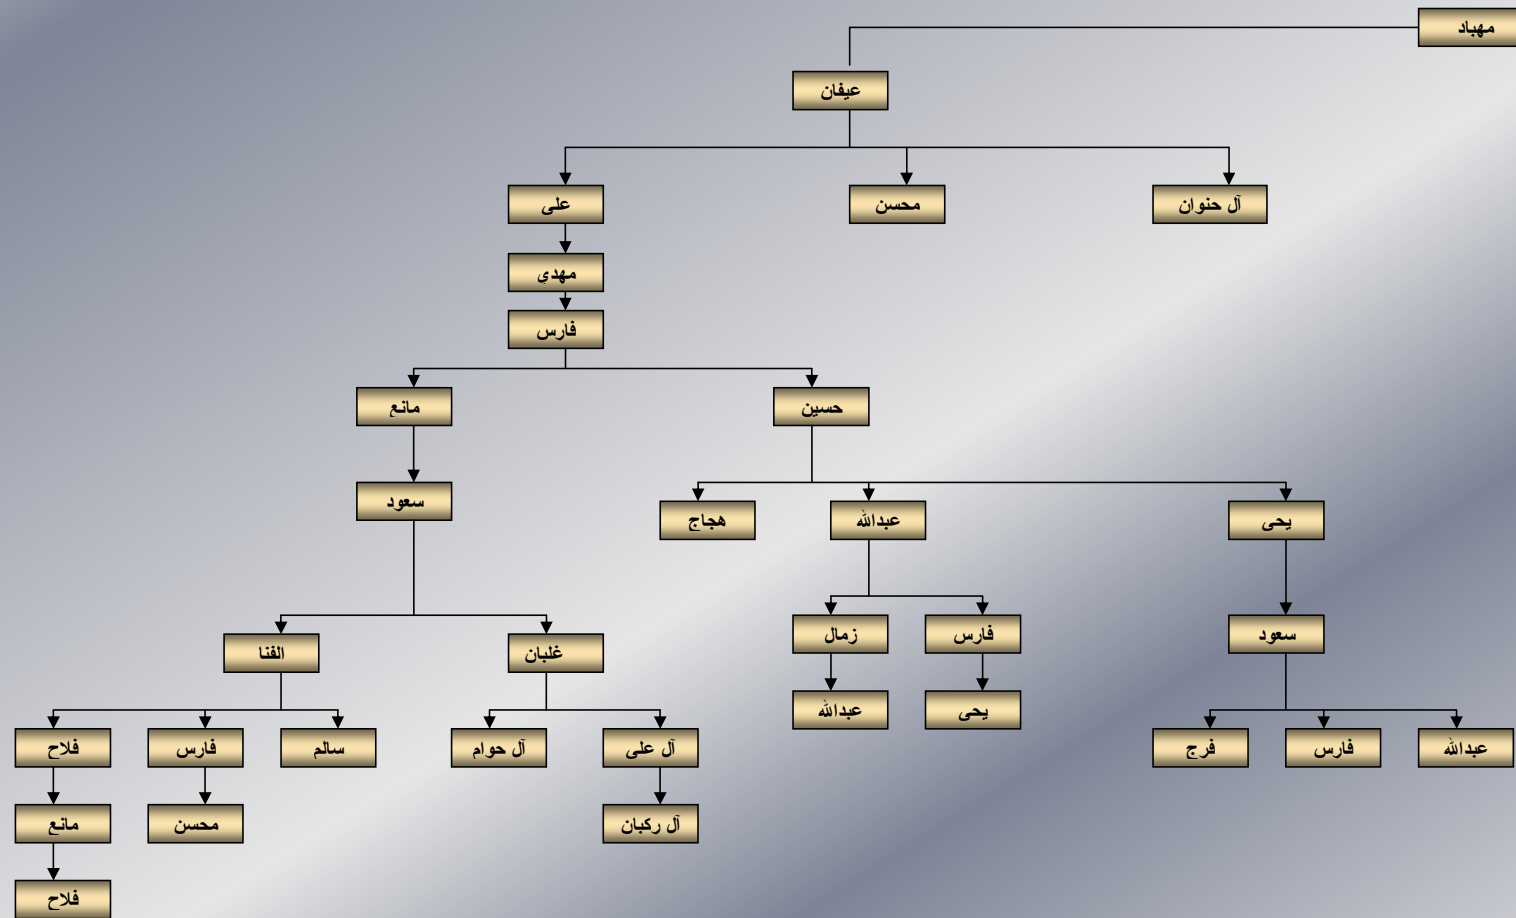 مهباد
عيفان
آل حنوان
محسن
على
مهدي
فارس
حسين
مانع
يحى
عبدالله
هجاج
سعود
فارس
زمال
سعود
غلبان
الفنا
يحى
عبدالله
عبدالله
فارس
فرج
آل على
آل حوام
سالم
فارس
فلاح
آل ركبان
محسن
مانع
فلاح